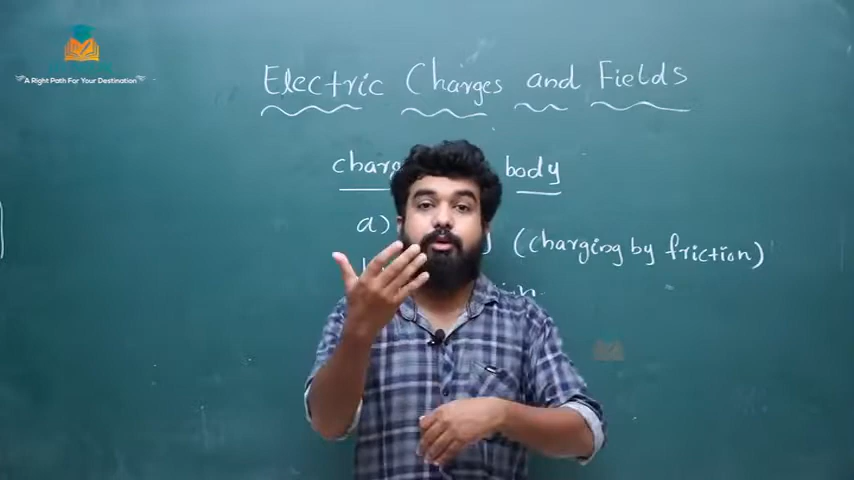 A Right Path For Your Destination
Electric Charges and Fields
body
a) (charging by friction)